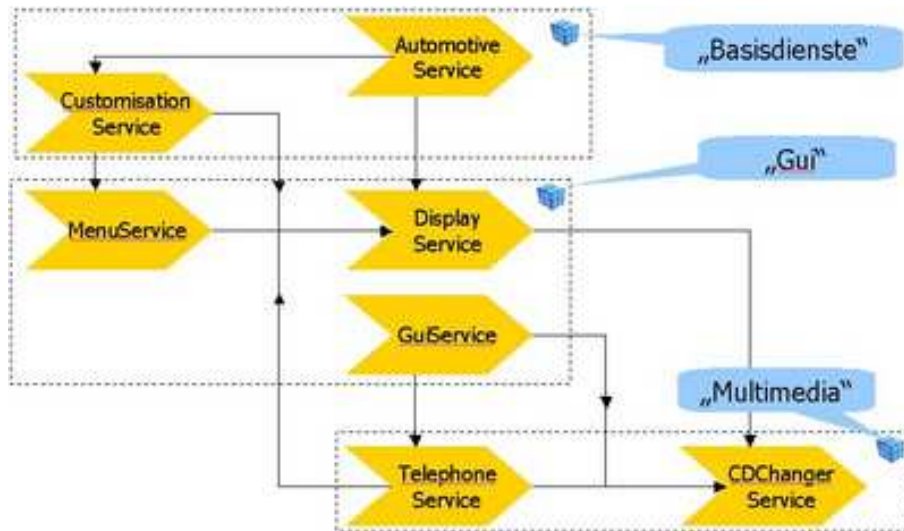 Automotive
Service
„Basisdienste“
Customisation
Service
„Gui“
MenuService
Display
Service
GuiService
„Multimedia“
Telephone
Service
CDChanger
Service